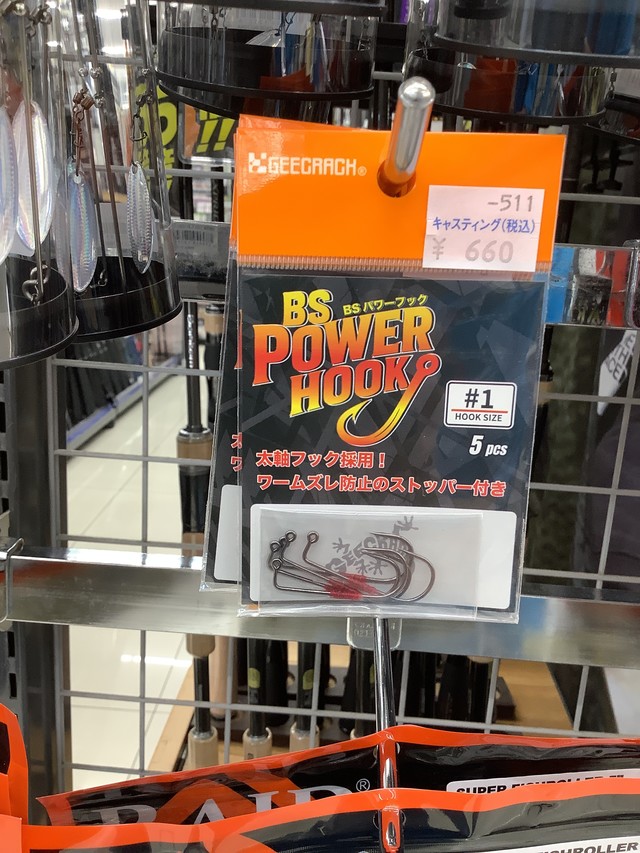 GEECRACK®
-511
キャスティング(税込)
¥ 660
BS
BS パワーフック
POWER
HOOK
#1
HOOK SIZE
5 pcs
太軸フック採用！
ワームズレ防止のストッパー付き
RAID®